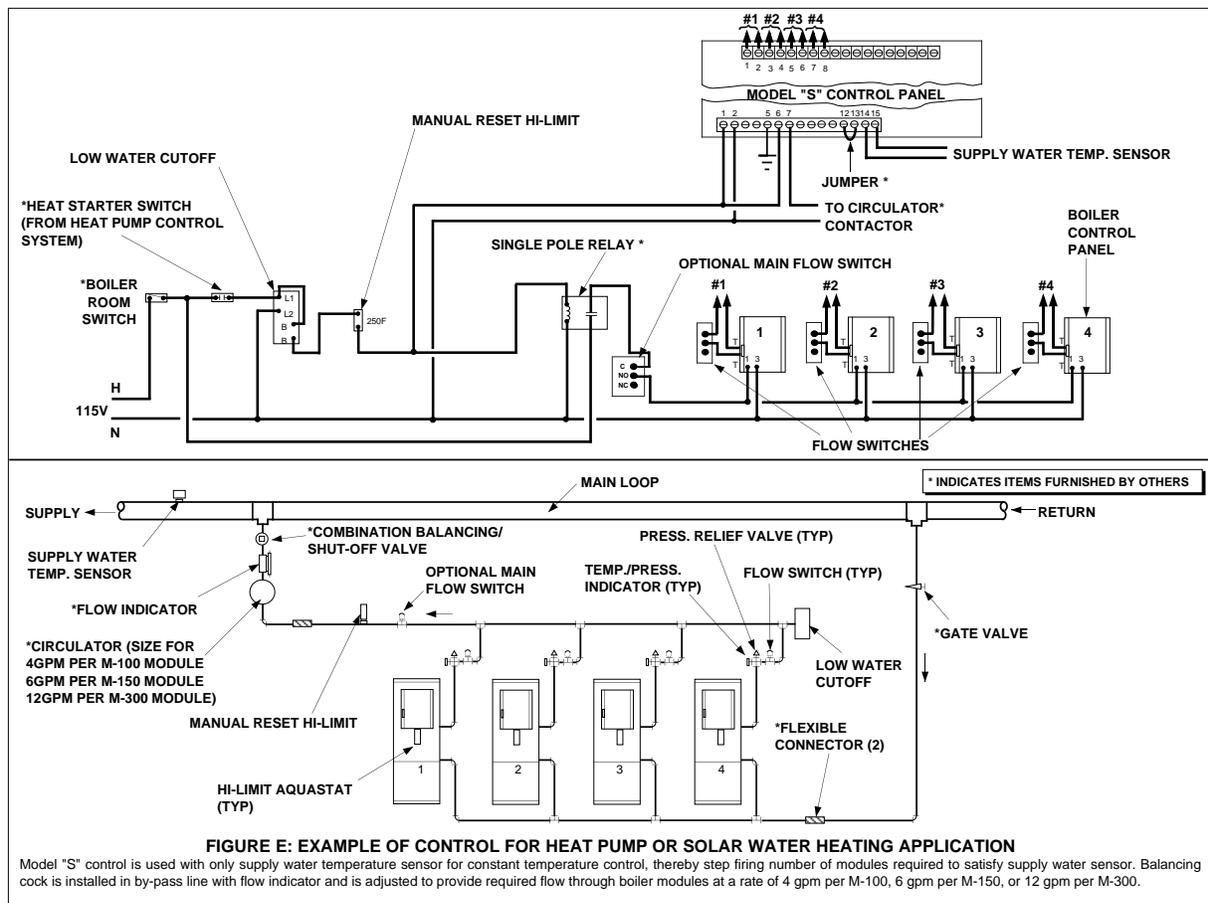 #1 #2 #3 #4
1 2 3 4 5 6 7 8
MODEL "S" CONTROL PANEL
1 2 5 6 7 12 13 14 15
MANUAL RESET HI-LIMIT
LOW WATER CUTOFF
SUPPLY WATER TEMP. SENSOR
JUMPER *
*HEAT STARTER SWITCH
(FROM HEAT PUMP CONTROL
SYSTEM)
TO CIRCULATOR*
CONTACTOR
BOILER
CONTROL
PANEL
SINGLE POLE RELAY *
OPTIONAL MAIN FLOW SWITCH
*BOILER
ROOM
SWITCH
#1 #2 #3 #4
L1
L2
B
B
250F
1 2 3 4
T T T T
1 3 1 3 1 3 1 3
T T T T
C
NO
NC
H
115V
N
FLOW SWITCHES
MAIN LOOP
* INDICATES ITEMS FURNISHED BY OTHERS
SUPPLY
RETURN
*COMBINATION BALANCING/
SHUT-OFF VALVE
PRESS. RELIEF VALVE (TYP)
SUPPLY WATER
TEMP. SENSOR
OPTIONAL MAIN
FLOW SWITCH
TEMP./PRESS.
INDICATOR (TYP)
FLOW SWITCH (TYP)
*FLOW INDICATOR
*GATE VALVE
*CIRCULATOR (SIZE FOR
4GPM PER M-100 MODULE
6GPM PER M-150 MODULE
12GPM PER M-300 MODULE)
LOW WATER
CUTOFF
MANUAL RESET HI-LIMIT
*FLEXIBLE
CONNECTOR (2)
1 2 3 4
HI-LIMIT AQUASTAT
(TYP)
FIGURE E: EXAMPLE OF CONTROL FOR HEAT PUMP OR SOLAR WATER HEATING APPLICATION
Model "S" control is used with only supply water temperature sensor for constant temperature control, thereby step firing number of modules required to satisfy supply water sensor. Balancing
cock is installed in by-pass line with flow indicator and is adjusted to provide required flow through boiler modules at a rate of 4 gpm per M-100, 6 gpm per M-150, or 12 gpm per M-300.